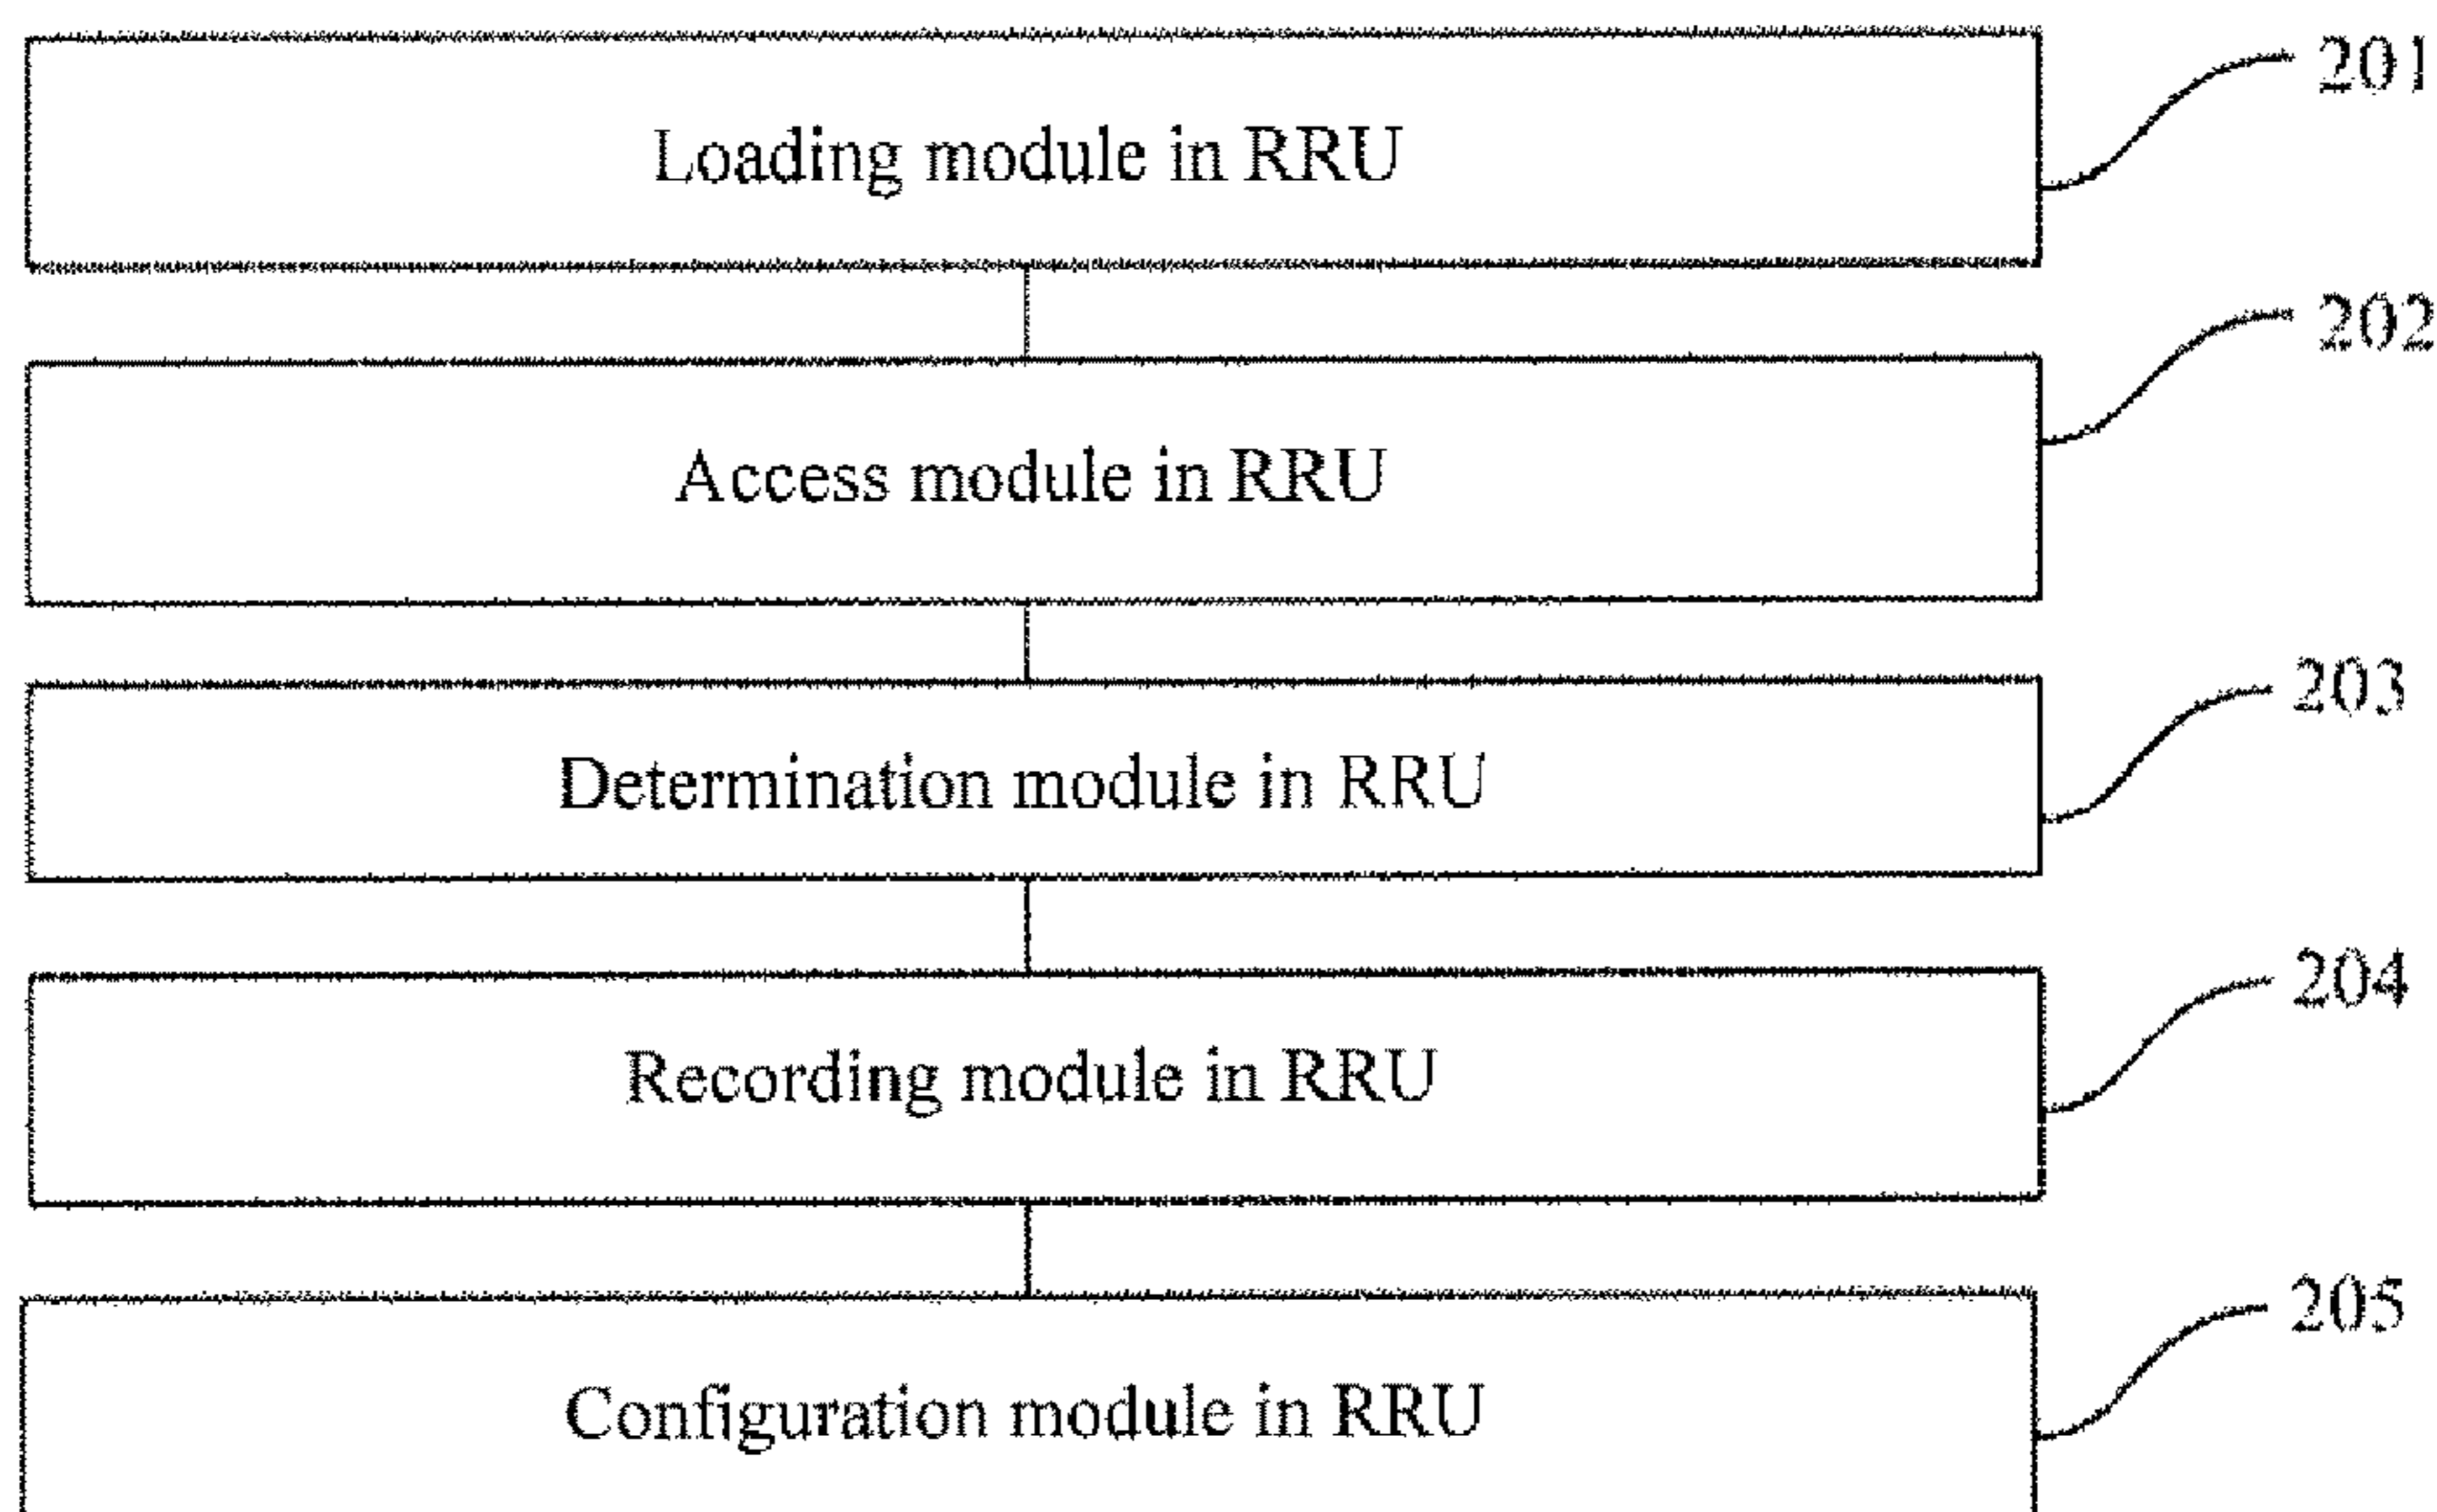 Loading module in RRU
201
Access module in RRU
202
Determination module in RRU
203
Recording module in RRU
204
Configuration module in RRU
205